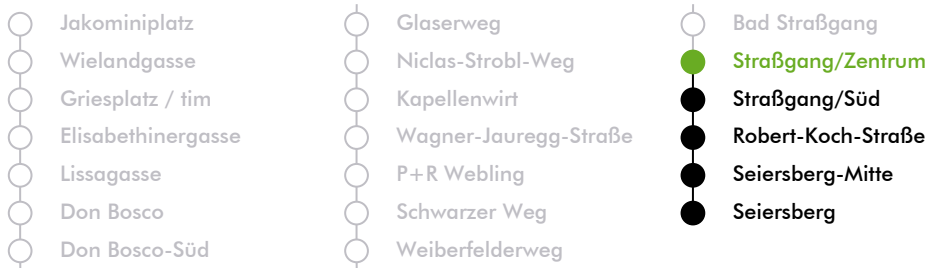 Jakominiplatz
Wielandgasse
Griesplatz / tim
Elisabethinergasse
Lissagasse
Don Bosco
Don Bosco-Süd
Glaserweg
Niclas-Strobl-Weg
Kapellenwirt
Wagner-Jauregg-Straße
P+R Webling
Schwarzer Weg
Weiberfelderweg
Bad Straßgang
Straßgang/Zentrum
Straßgang/Süd
Robert-Koch-Straße
Seiersberg-Mitte
Seiersberg